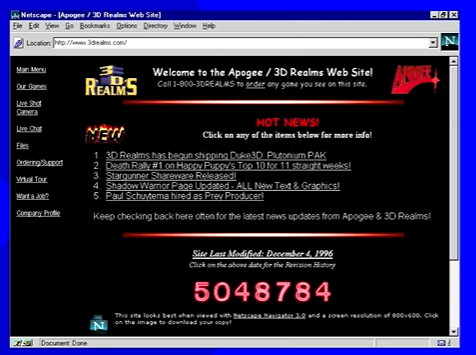 Netscape - [Apogee / 3D Realms Web Site]
File Edit View Go Bookmarks Options Directory Window Help
Location: http://www.3drealms.com/
N
Main Menu
Our Games
Live Shot
Camera
Live Chat
Files
Ordering/Support
Virtual Tour
Want a Job?
Company Profile
3D
REALMS
Welcome to the Apogee / 3D Realms Web Site!
Call 1-800-3DREALMS to order any game you see on this site.
APOGEE
NEW
HOT NEWS!
Click on any of the items below for more info!
1. 3D Realms has begun shipping Duke3D Plutonium PAK
2. Death Rally #1 on Happy Puppy's Top 10 for 11 straight weeks!
3. Stargunner Shareware Released!
4. Shadow Warrior Page Updated - ALL New Text & Graphics!
5. Paul Schuytema hired as Prey Producer!
Keep checking back here often for the latest news updates from Apogee & 3D Realms!
Site Last Modified: December 4, 1996
Click on the above date for the Revision History
5048784
N
This site looks best when viewed with Netscape Navigator 3.0 and a screen resolution of 800x600. Click
on the image to download your copy!
Document: Done